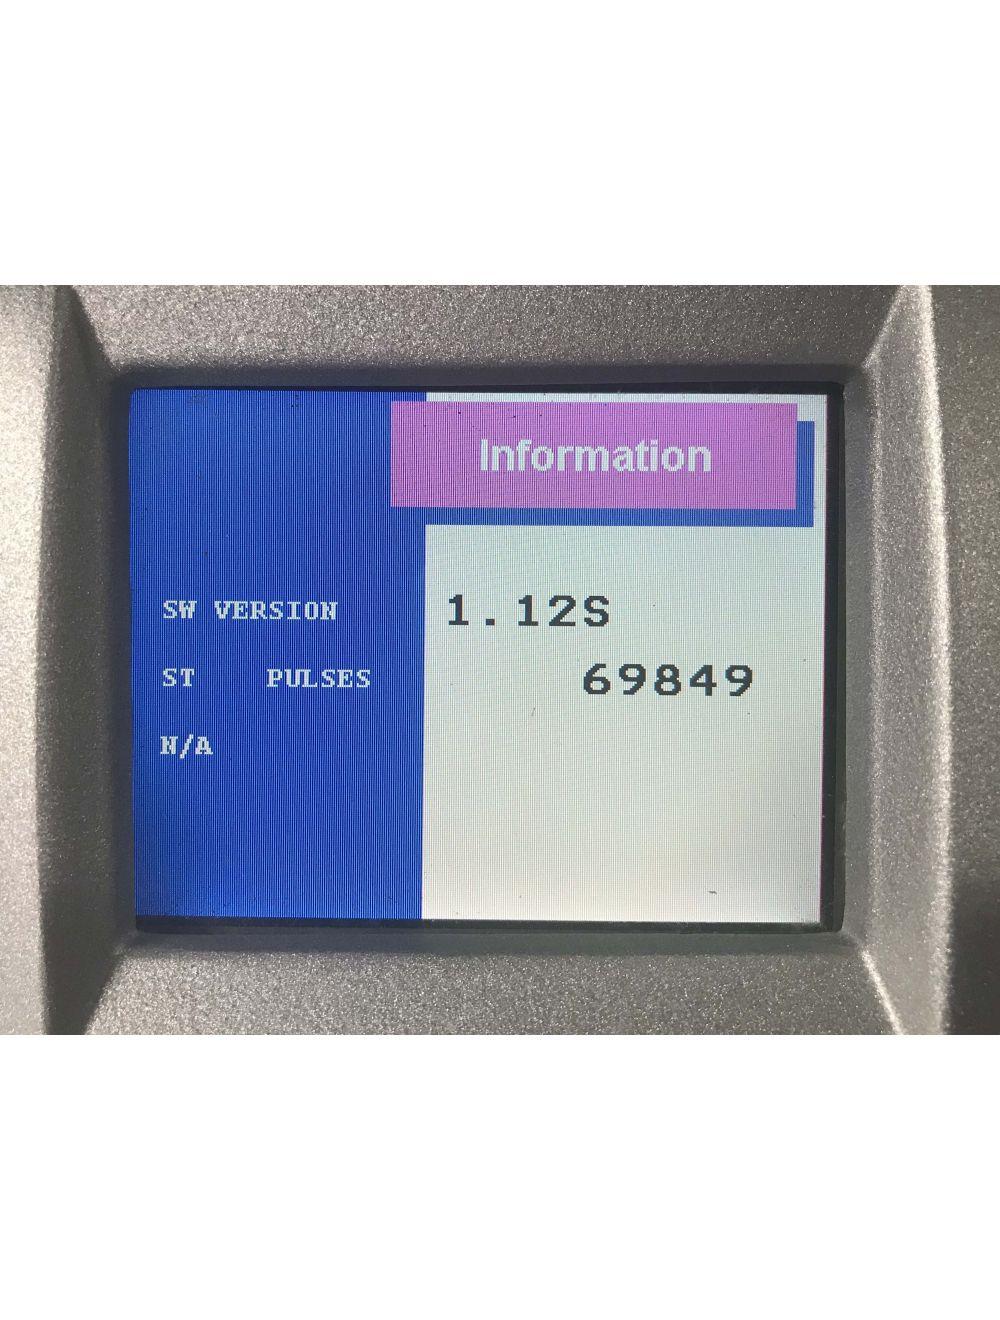 Information
SW VERSION 1.12S
ST PULSES 69849
N/A